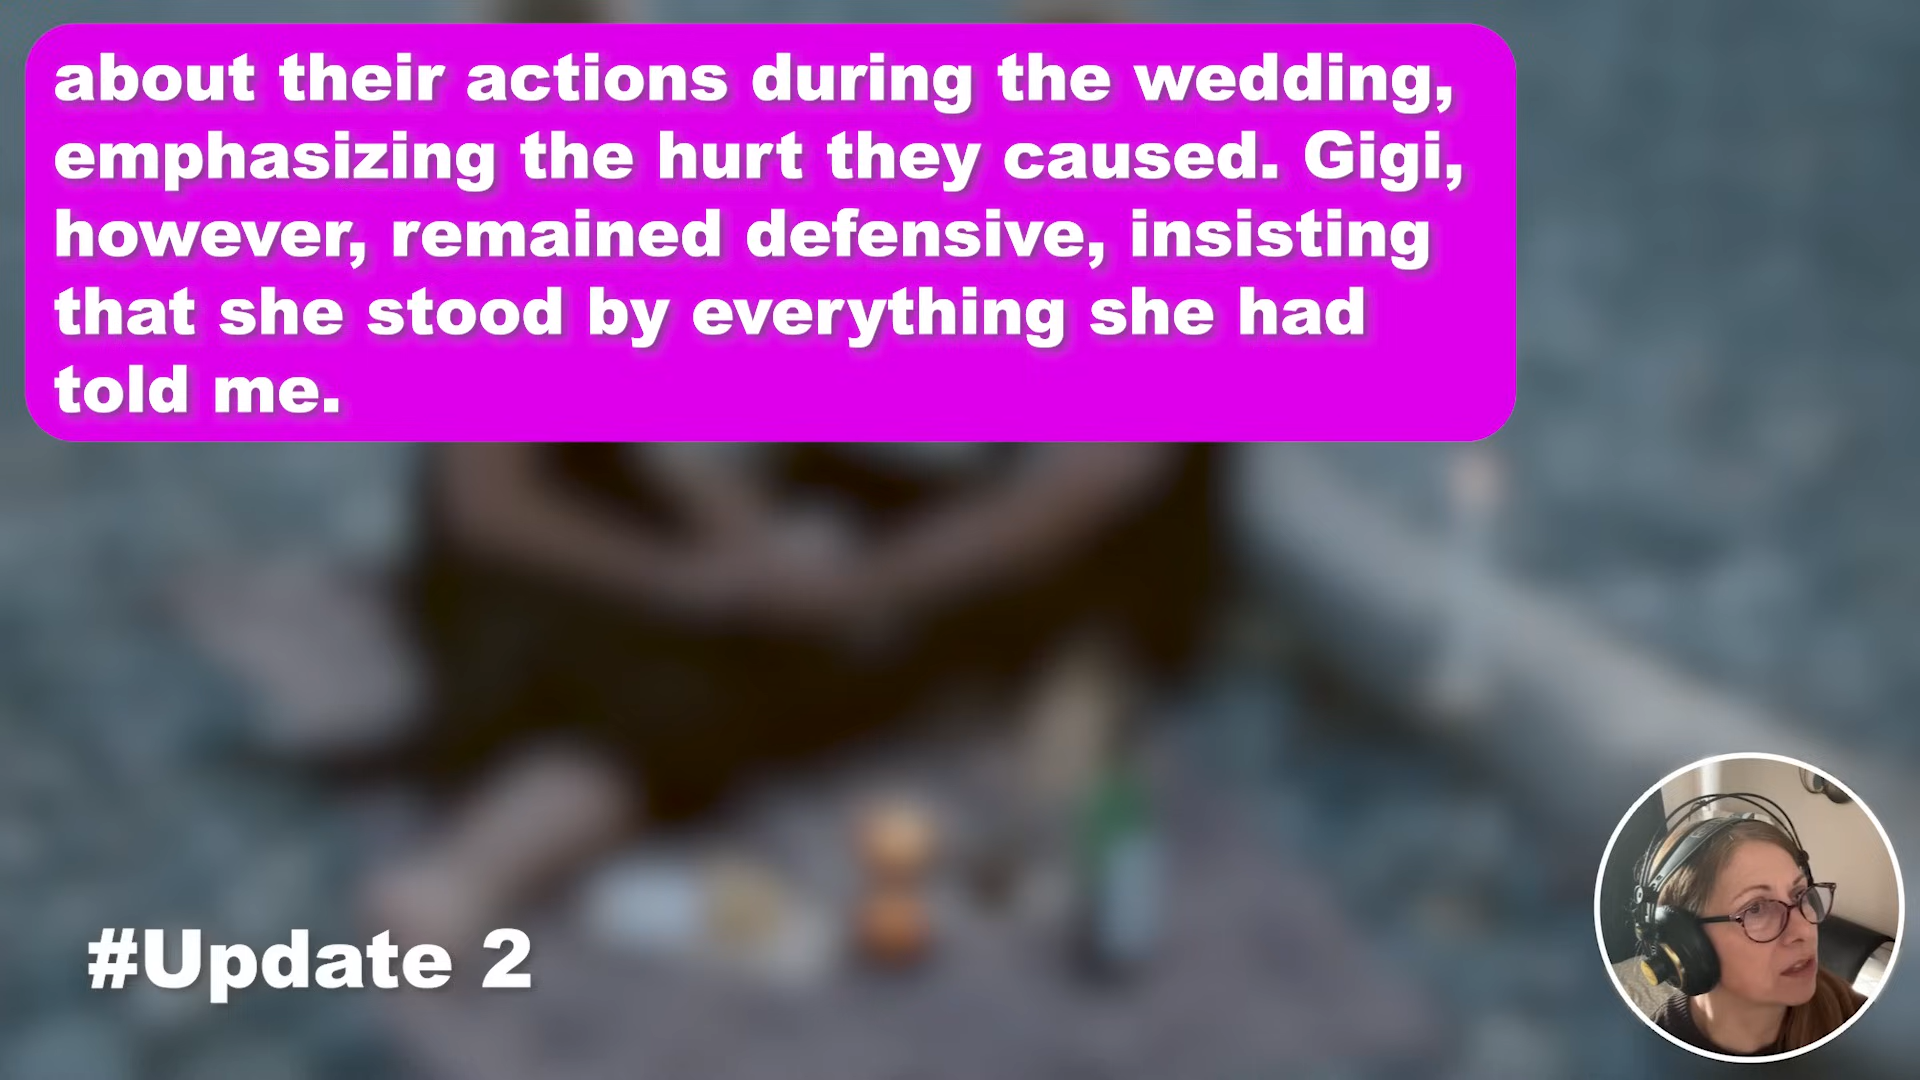 about their actions during the wedding,
emphasizing the hurt they caused. Gigi,
however, remained defensive, insisting
that she stood by everything she had
told me.
#Update 2